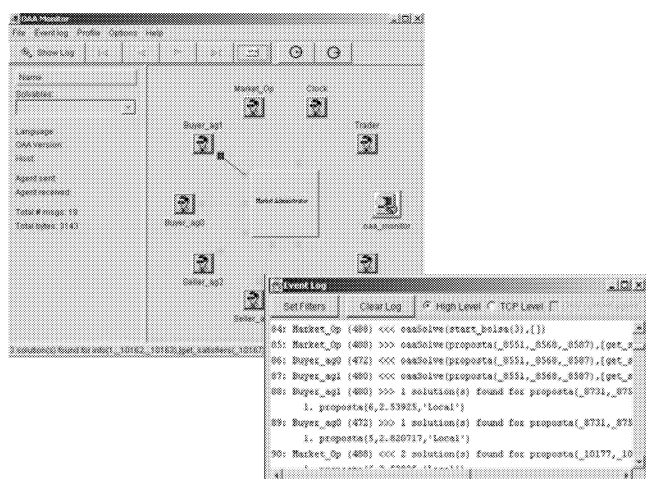 OAA Monitor
File Event log Profile Options Help
Show Log
Name
Solvables:
Language
OAA Version
Host
Agent sent
Agent received
Total # msgs: 19
Total bytes: 3143
Market_Op
Clock
Buyer_ag1
Trader
Market Administrator
Buyer_ag0
oaa_monitor
Seller_ag2
Event Log
Set Filters
Clear Log
High Level
TCP Level
84: Market_Op (488) <<< oaaSolve(start_bolsa(3),[])
85: Market_Op (488) >>> oaaSolve(proposta(_8551,_8568,_8587),[get_s
86: Buyer_ag0 (472) <<< oaaSolve(proposta(_8551,_8568,_8587),[get_s
87: Buyer_ag1 (480) <<< oaaSolve(proposta(_8551,_8568,_8587),[get_s
88: Buyer_ag1 (480) >>> 1 solution(s) found for proposta(_8731,_875
1. proposta(6,2.53925,'Local')
89: Buyer_ag0 (472) >>> 1 solution(s) found for proposta(_8731,_875
1. proposta(5,2.820717,'Local')
90: Market_Op (488) <<< 2 solution(s) found for proposta(_10177,_10